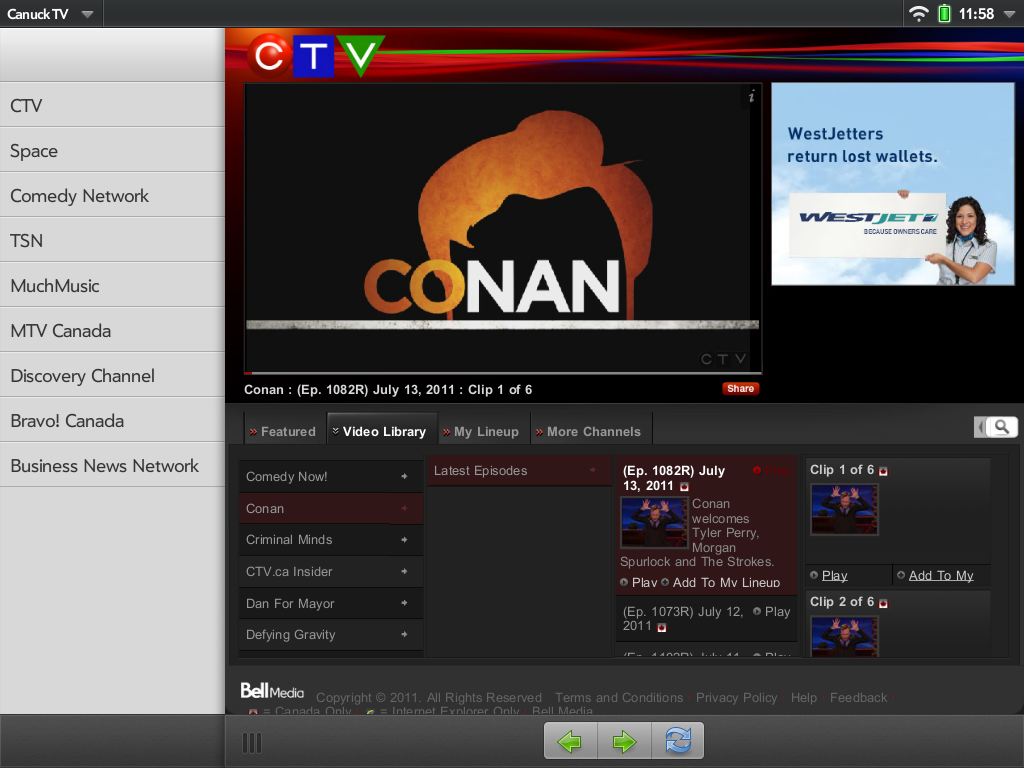 Canuck TV
11:58
CTV
Space
Comedy Network
TSN
MuchMusic
MTV Canada
Discovery Channel
Bravo! Canada
Business News Network
CTV
i
CONAN
CTV
WestJetters
return lost wallets.
WESTJET
BECAUSE OWNERS CARE
Conan : (Ep. 1082R) July 13, 2011 : Clip 1 of 6
Share
» Featured
Video Library
» My Lineup
» More Channels
Comedy Now!
Conan
Criminal Minds
CTV.ca Insider
Dan For Mayor
Defying Gravity
Latest Episodes
(Ep. 1082R) July
13, 2011
Play
Conan
welcomes
Tyler Perry,
Morgan
Spurlock and The Strokes.
Play Add To My Lineup
(Ep. 1073R) July 12,
2011
Play
Clip 1 of 6
Play
Add To My
Clip 2 of 6
Bell Media
Copyright © 2011. All Rights Reserved Terms and Conditions Privacy Policy Help Feedback
= Canada Only = Internet Explorer Only Bell Media